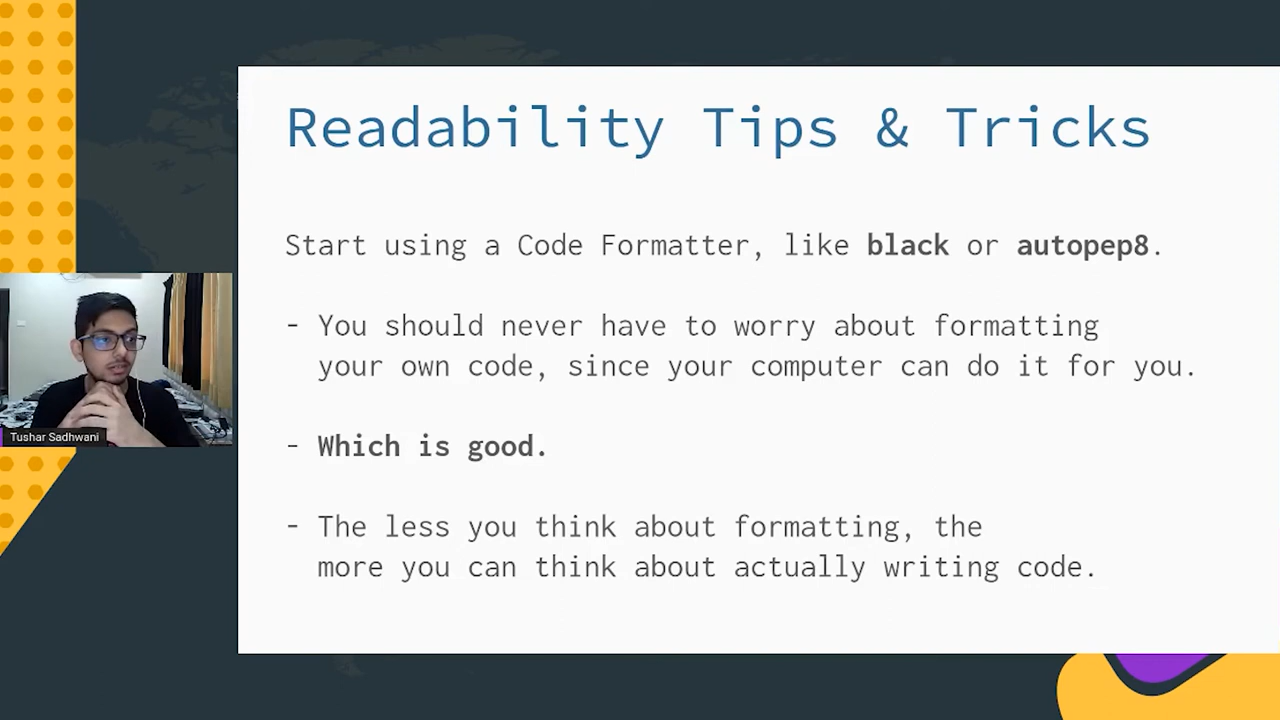 Readability Tips & Tricks
Start using a Code Formatter, like black or autopep8.
- You should never have to worry about formatting
your own code, since your computer can do it for you.
- Which is good.
- The less you think about formatting, the
more you can think about actually writing code.
Tushar Sadhwani